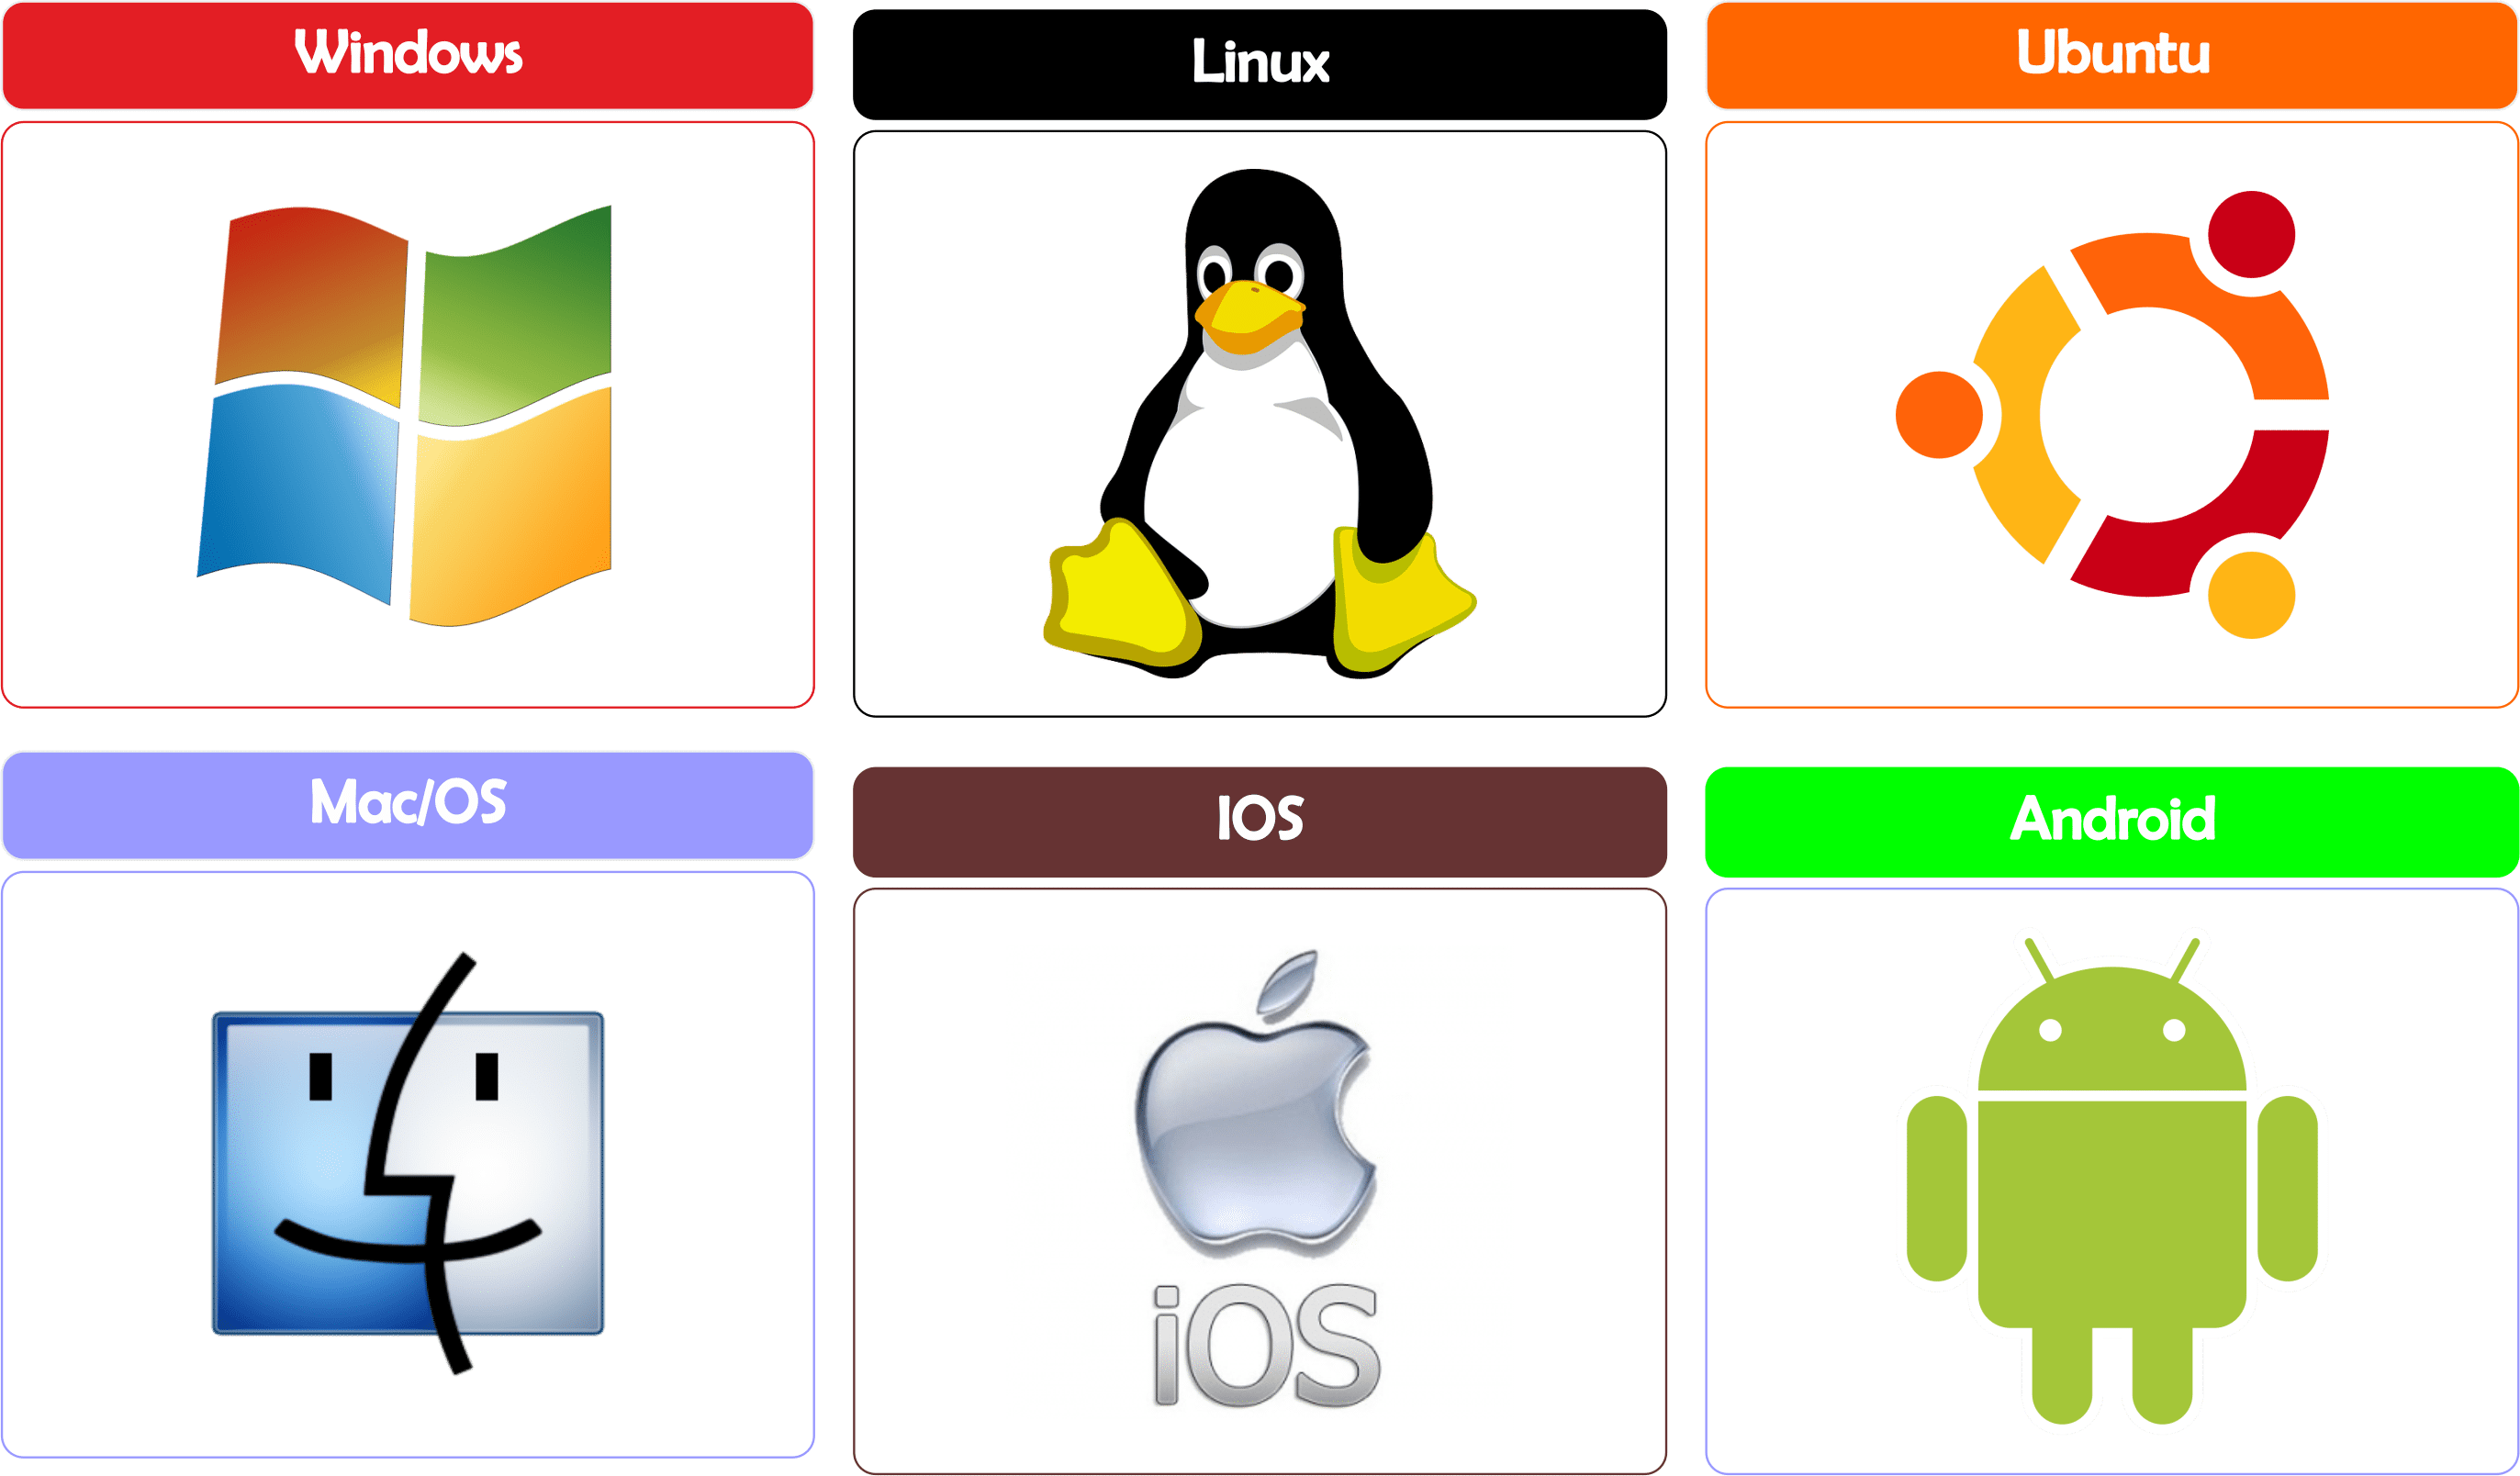 Windows
Linux
Ubuntu
Mac/OS
IOS
Android
iOS